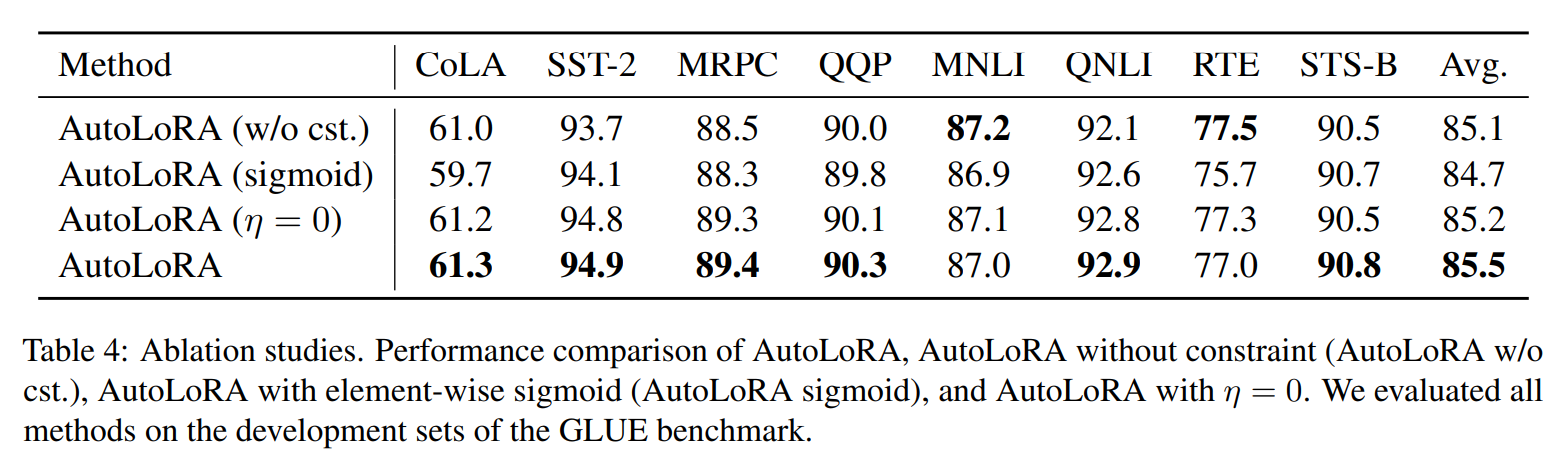 Method CoLA SST-2 MRPC QQP MNLI QNLI RTE STS-B Avg.
AutoLoRA (w/o cst.) 61.0 93.7 88.5 90.0 87.2 92.1 77.5 90.5 85.1
AutoLoRA (sigmoid) 59.7 94.1 88.3 89.8 86.9 92.6 75.7 90.7 84.7
AutoLoRA (η = 0) 61.2 94.8 89.3 90.1 87.1 92.8 77.3 90.5 85.2
AutoLoRA 61.3 94.9 89.4 90.3 87.0 92.9 77.0 90.8 85.5
Table 4: Ablation studies. Performance comparison of AutoLoRA, AutoLoRA without constraint (AutoLoRA w/o
cst.), AutoLoRA with element-wise sigmoid (AutoLoRA sigmoid), and AutoLoRA with η = 0. We evaluated all
methods on the development sets of the GLUE benchmark.